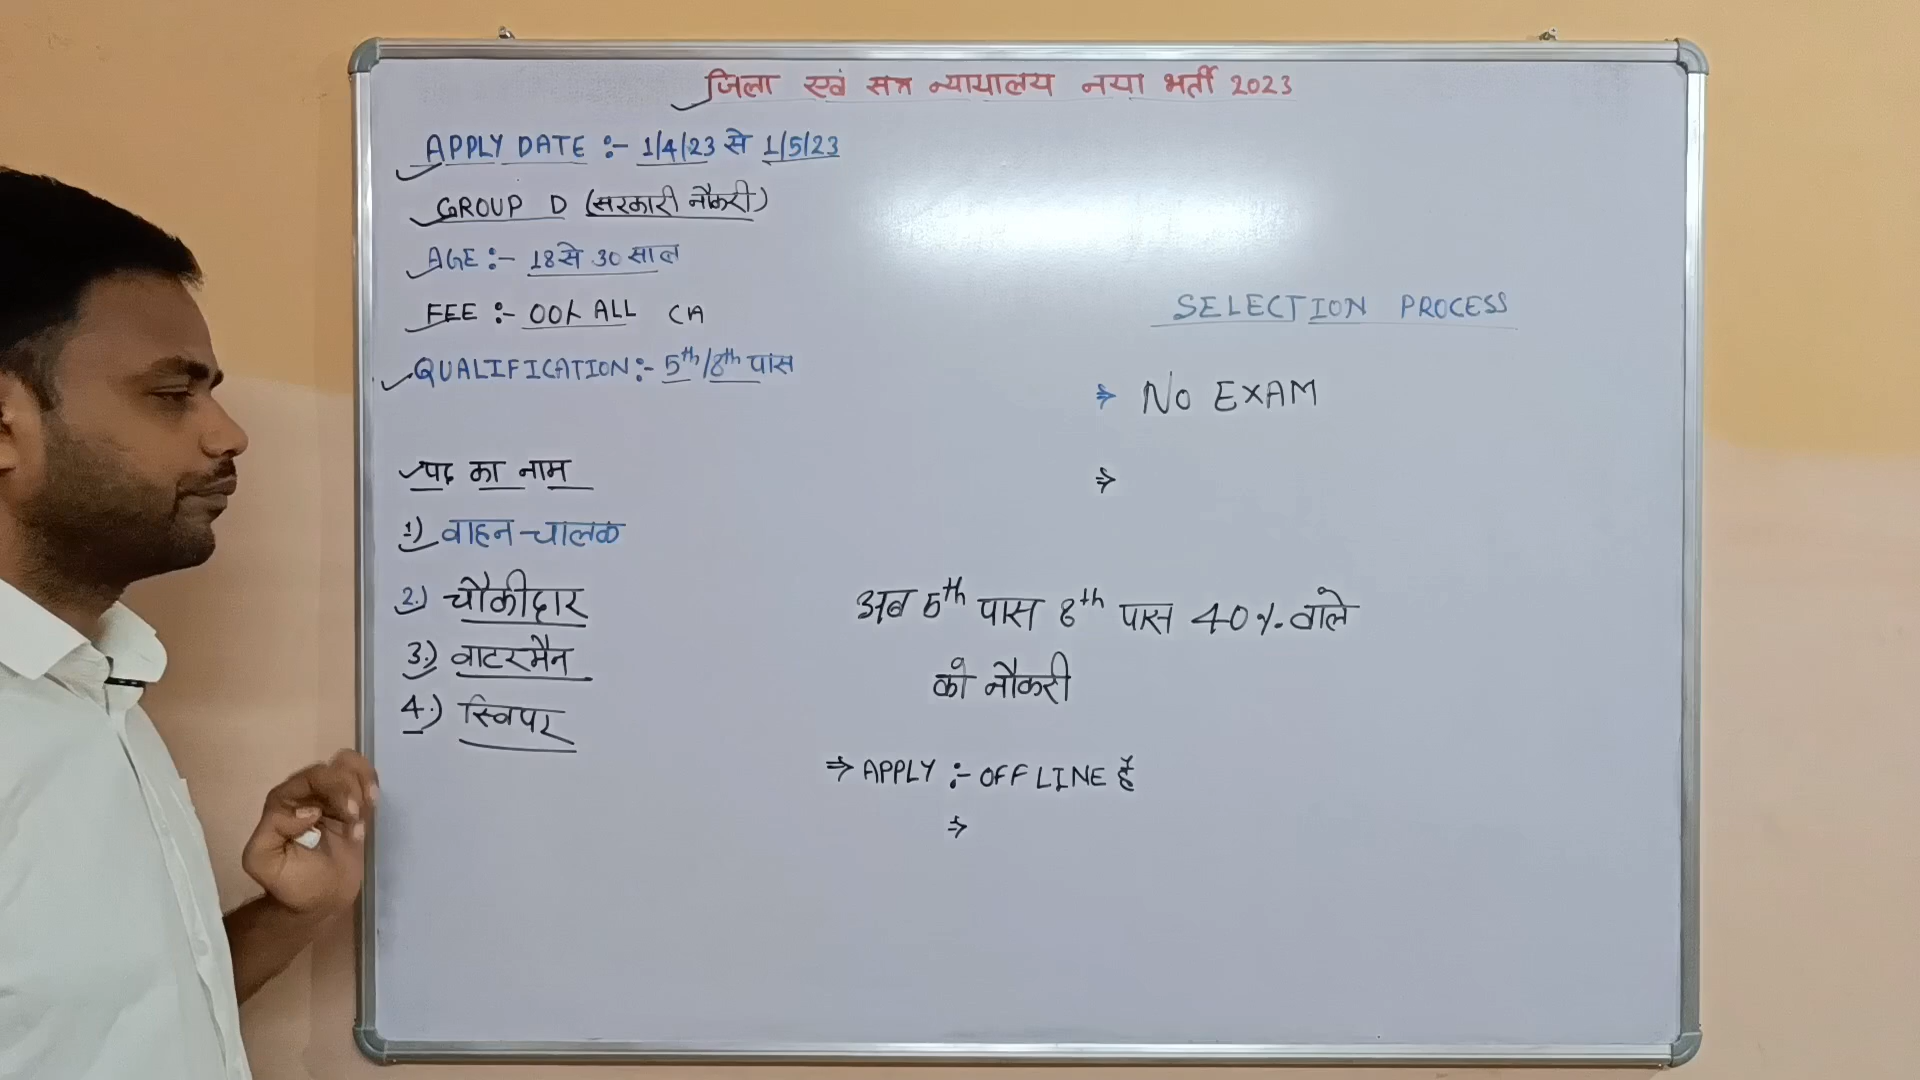 जिला एवं सत्र न्यायालय नया भर्ती 2023
APPLY DATE :- 1/4/23 से 1/5/23
GROUP D (सरकारी नौकरी)
AGE :- 18 से 30 साल
FEE :- 00/- ALL CA
QUALIFICATION :- 5th/8th पास
पद का नाम
1) वाहन-चालक
2.) चौकीदार
3.) वाटरमैन
4.) स्विपर
SELECTION PROCESS
⇒ NO EXAM
⇒
अब 5th पास 8th पास 40%. वाले
को नौकरी
⇒ APPLY :- OFFLINE है
⇒